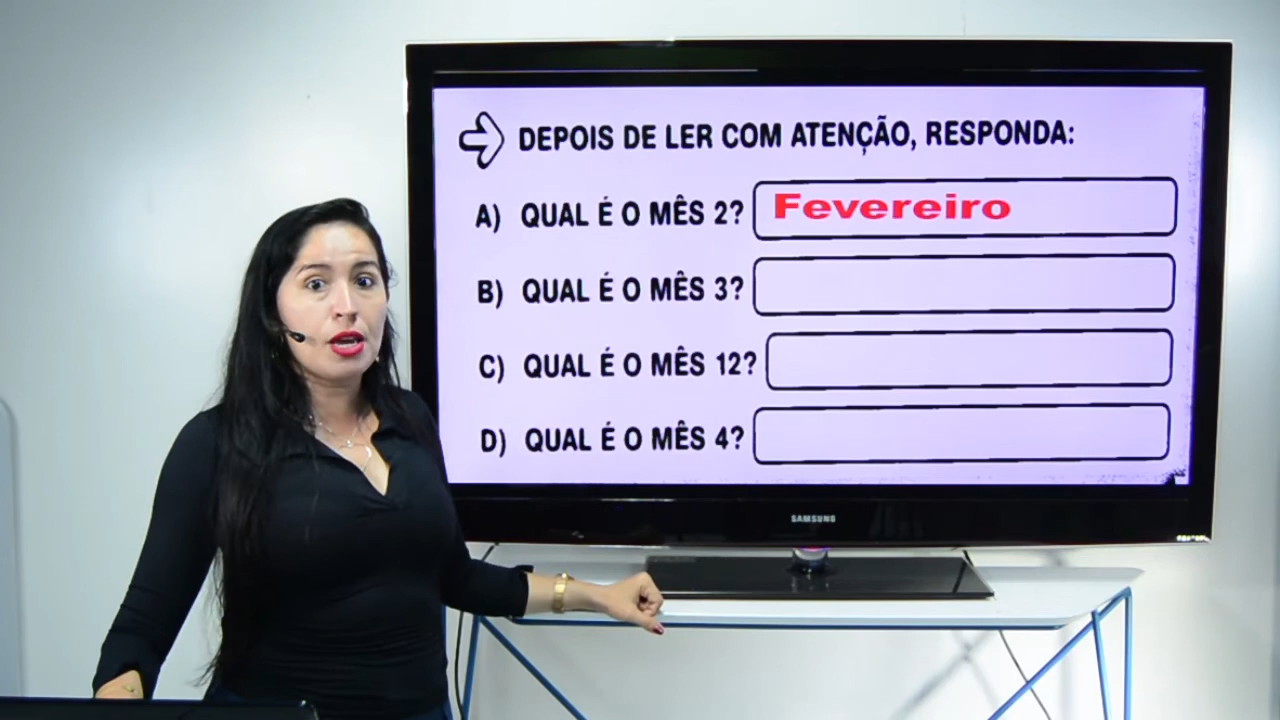 DEPOIS DE LER COM ATENÇÃO, RESPONDA:
A) QUAL É O MÊS 2? Fevereiro
B) QUAL É O MÊS 3?
C) QUAL É O MÊS 12?
D) QUAL É O MÊS 4?
SAMSUNG